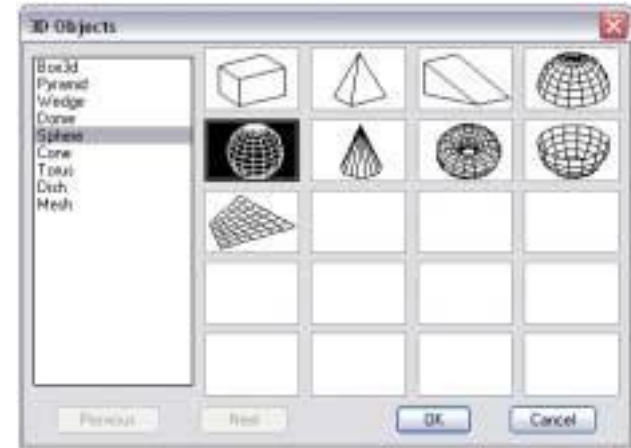 3D Objects
Box3d
Pyramid
Wedge
Dome
Sphere
Cone
Torus
Dish
Mesh
Previous
Next
OK
Cancel